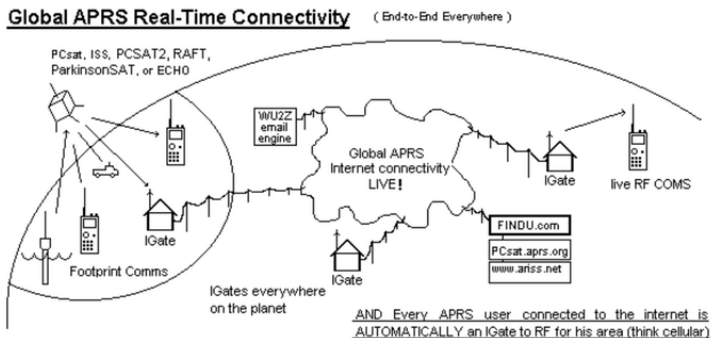 Global APRS Real-Time Connectivity ( End-to-End Everywhere )
PCsat, ISS, PCSAT2, RAFT,
ParkinsonSAT, or ECHO
WU2Z
email
engine
Global APRS
Internet connectivity
LIVE!
IGate
live RF COMS
IGate
Footprint Comms
IGate
FINDU.com
PCsat.aprs.org
www.ariss.net
IGates everywhere
on the planet
AND Every APRS user connected to the internet is
AUTOMATICALLY an IGate to RF for his area (think cellular)